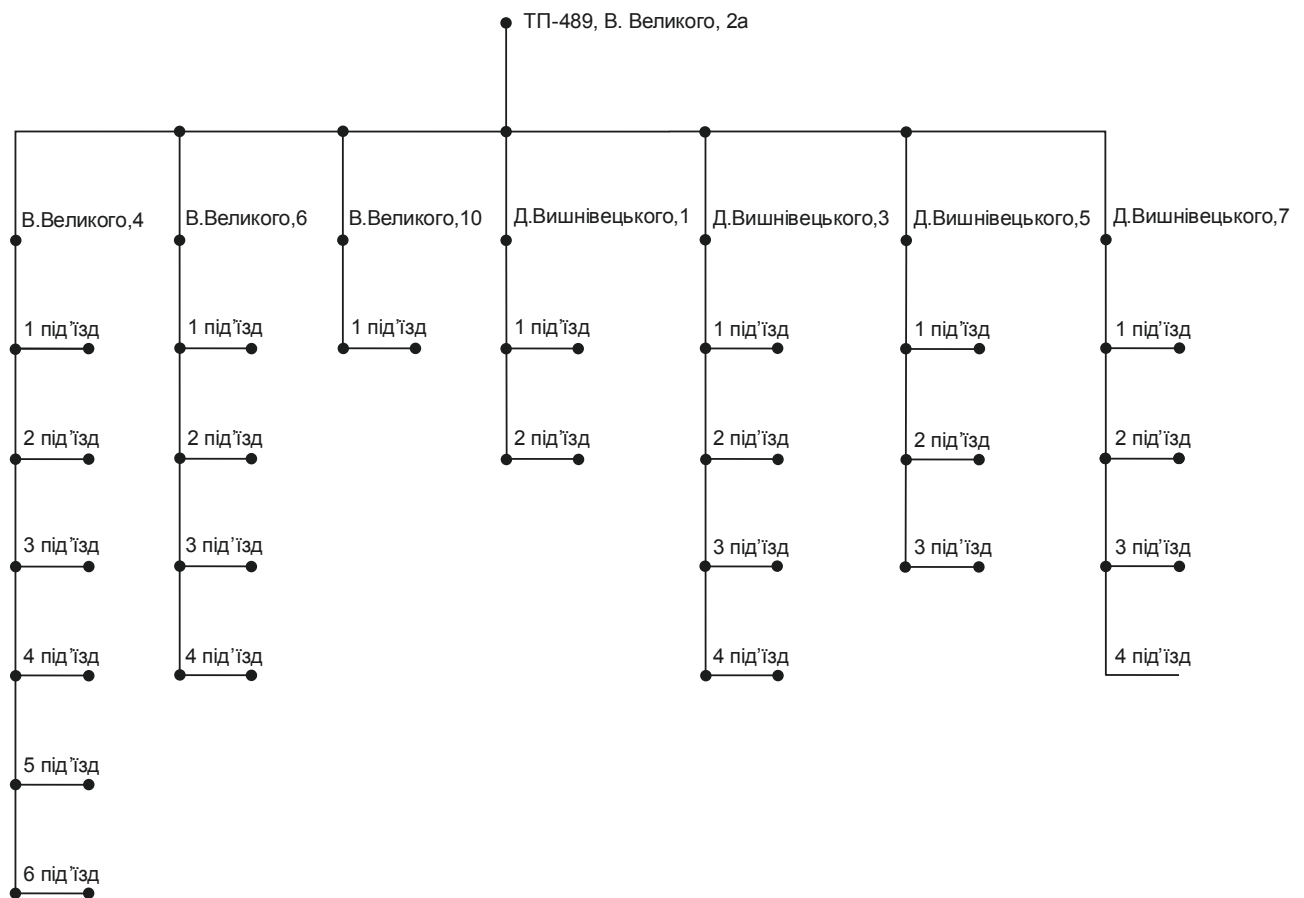 ТП-489, В. Великого, 2а
В.Великого,4
В.Великого,6
В.Великого,10
Д.Вишнівецького,1
Д.Вишнівецького,3
Д.Вишнівецького,5
Д.Вишнівецького,7
1 під'їзд
1 під'їзд
1 під'їзд
1 під'їзд
1 під'їзд
1 під'їзд
1 під'їзд
2 під'їзд
2 під'їзд
2 під'їзд
2 під'їзд
2 під'їзд
2 під'їзд
3 під'їзд
3 під'їзд
3 під'їзд
3 під'їзд
3 під'їзд
4 під'їзд
4 під'їзд
4 під'їзд
4 під'їзд
5 під'їзд
6 під'їзд